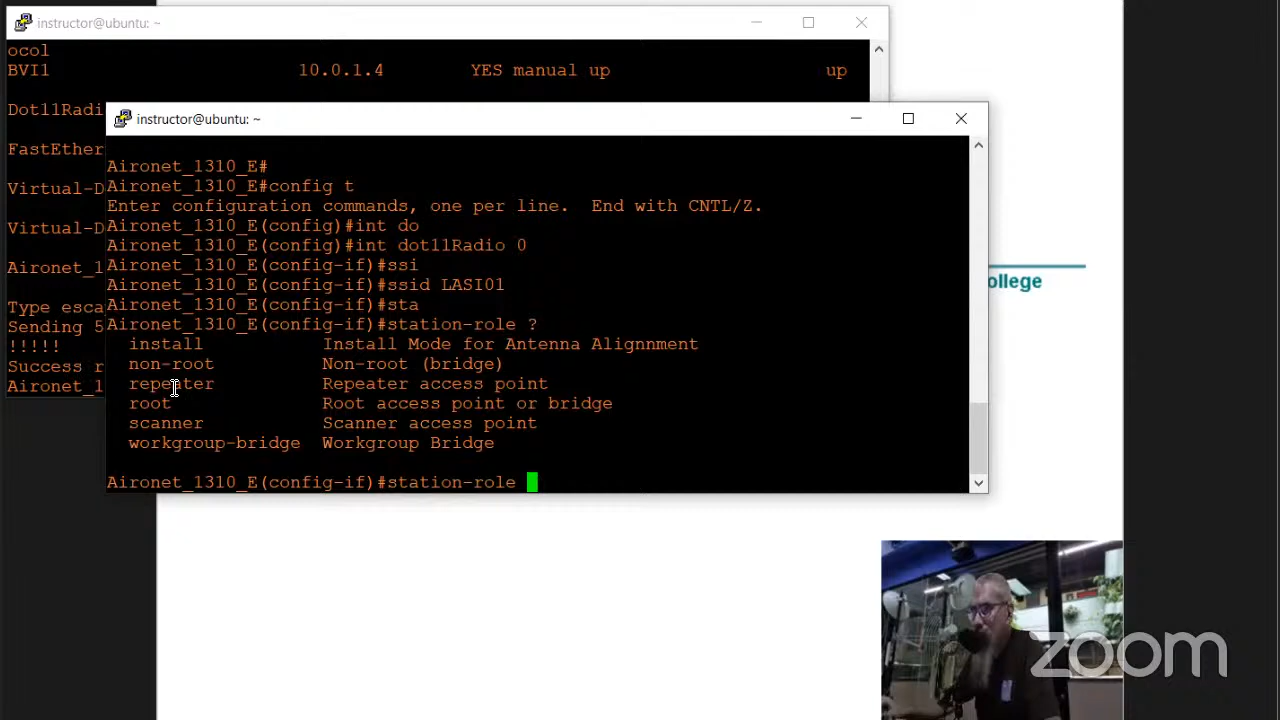 instructor@ubuntu: ~
ocol
BVI1 10.0.1.4 YES manual up up
Dot11Radi
FastEther
Virtual-D
Virtual-D
Aironet_1
Type esca
Sending 5
!!!!!
Success r
Aironet_1
instructor@ubuntu: ~
Aironet_1310_E#
Aironet_1310_E#config t
Enter configuration commands, one per line. End with CNTL/Z.
Aironet_1310_E(config)#int do
Aironet_1310_E(config)#int dot11Radio 0
Aironet_1310_E(config-if)#ssi
Aironet_1310_E(config-if)#ssid LASI01
Aironet_1310_E(config-if)#sta
Aironet_1310_E(config-if)#station-role ?
install Install Mode for Antenna Alignnment
non-root Non-root (bridge)
repeater Repeater access point
root Root access point or bridge
scanner Scanner access point
workgroup-bridge Workgroup Bridge
Aironet_1310_E(config-if)#station-role
ollege
zoom